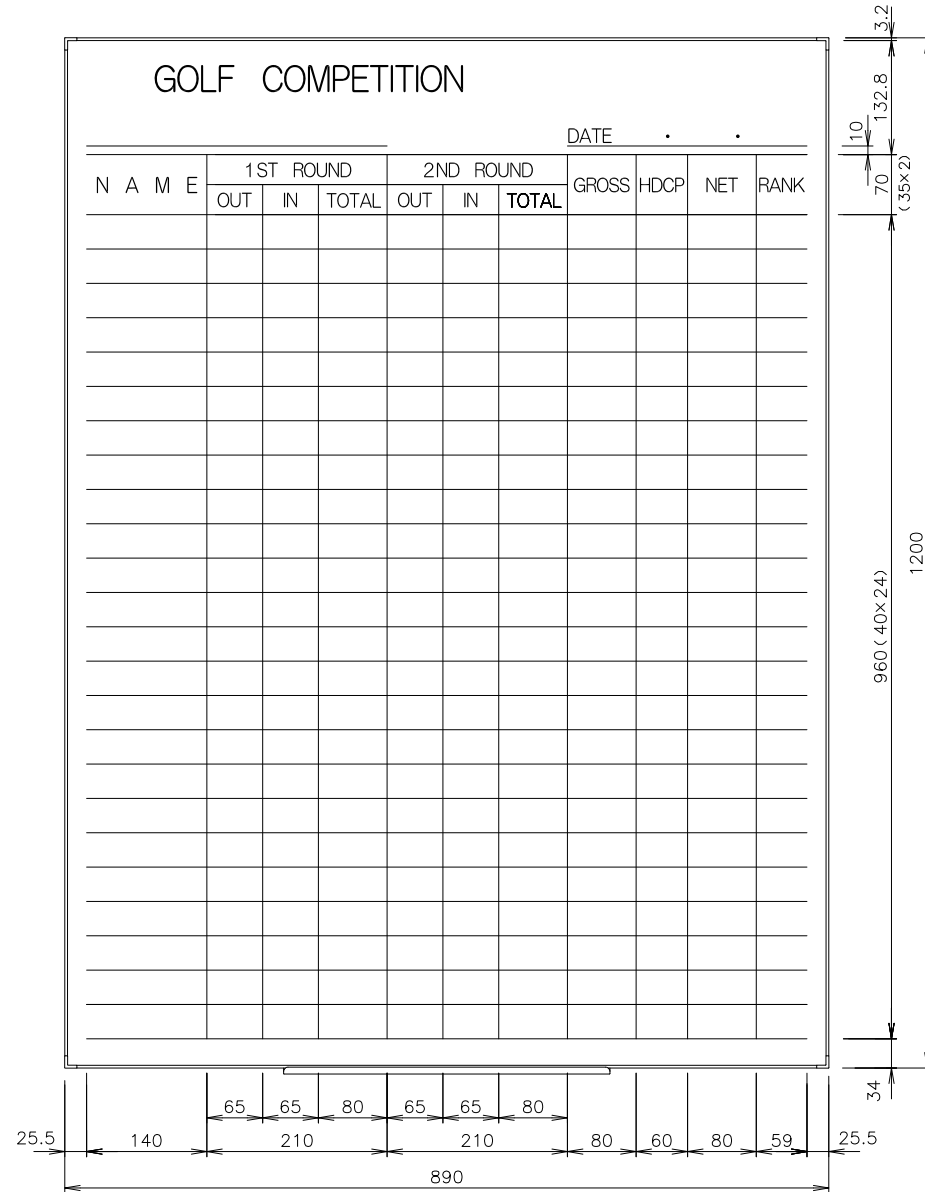 3.2
GOLF COMPETITION
132.8
DATE . .
10
N A M E 1ST ROUND 2ND ROUND GROSS HDCP NET RANK
OUT IN TOTAL OUT IN TOTAL
70
(35×2)
960(40×24)
1200
34
65 65 80 65 65 80
25.5 140 210 210 80 60 80 59 25.5
890